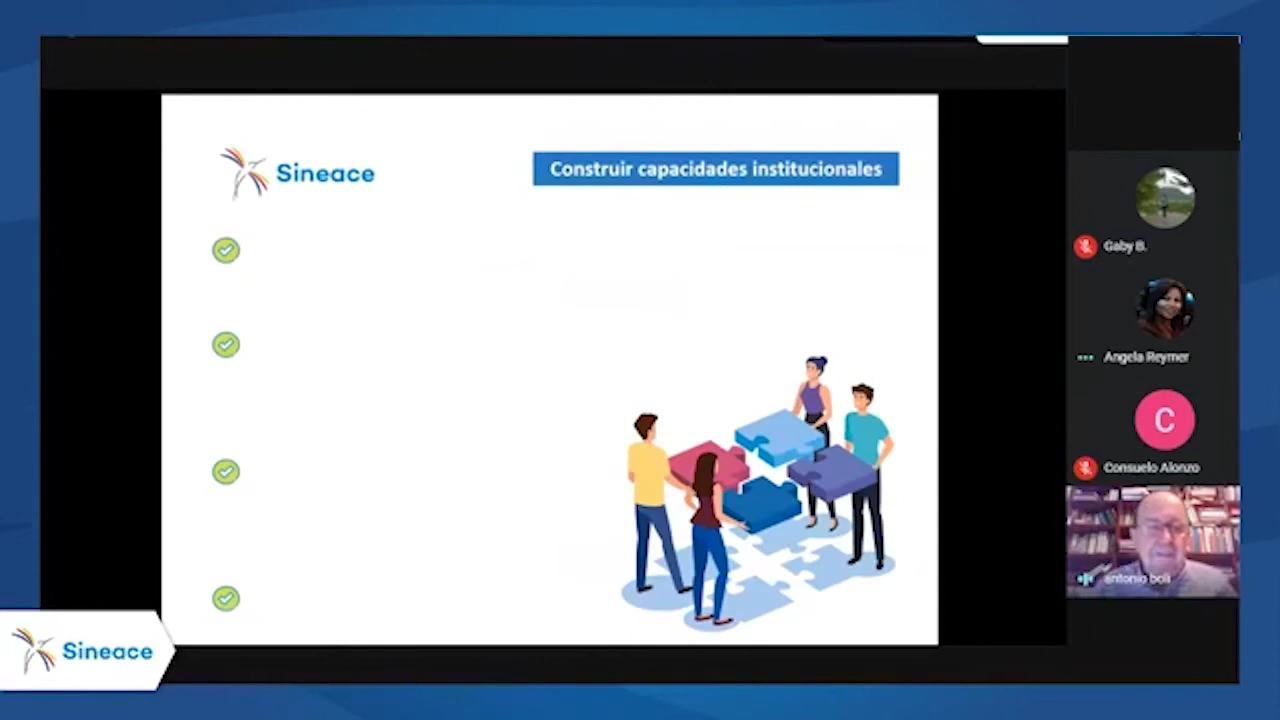 Sineace
Construir capacidades institucionales
Gaby B.
Angela Reymer
C
Consuelo Alonzo
antonio boli
Sineace